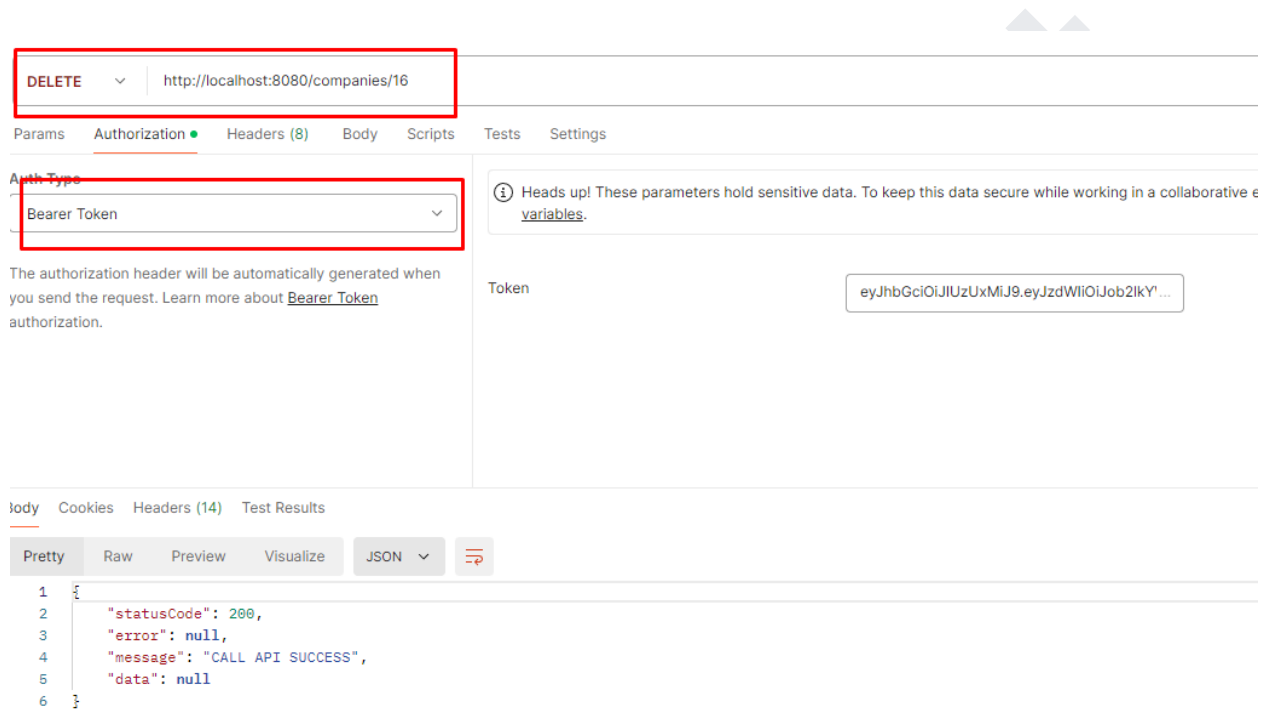 DELETE http://localhost:8080/companies/16
Params Authorization Headers (8) Body Scripts Tests Settings
Auth Type
Bearer Token
The authorization header will be automatically generated when
you send the request. Learn more about Bearer Token
authorization.
Heads up! These parameters hold sensitive data. To keep this data secure while working in a collaborative e
variables.
Token
eyJhbGciOiJIUzUxMiJ9.eyJzdWIiOiJob2lkY'...
Body Cookies Headers (14) Test Results
Pretty Raw Preview Visualize JSON
1 {
2 "statusCode": 200,
3 "error": null,
4 "message": "CALL API SUCCESS",
5 "data": null
6 }